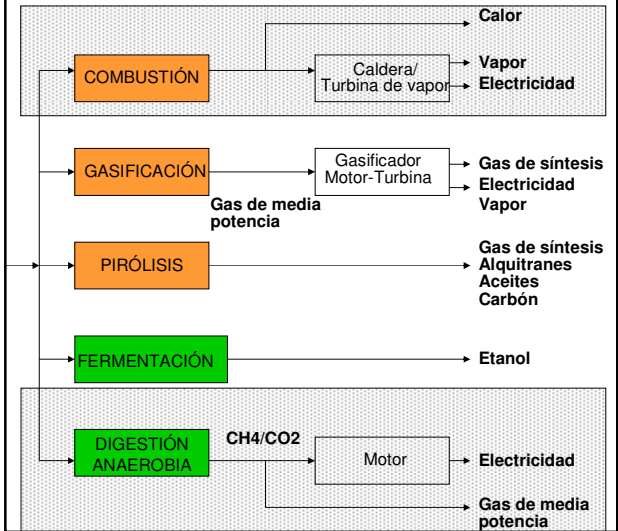 Calor
COMBUSTIÓN
Caldera/
Turbina de vapor
Vapor
Electricidad
GASIFICACIÓN
Gas de media
potencia
Gasificador
Motor-Turbina
Gas de síntesis
Electricidad
Vapor
PIRÓLISIS
Gas de síntesis
Alquitranes
Aceites
Carbón
FERMENTACIÓN
Etanol
DIGESTIÓN
ANAEROBIA
CH4/CO2
Motor
Electricidad
Gas de media
potencia